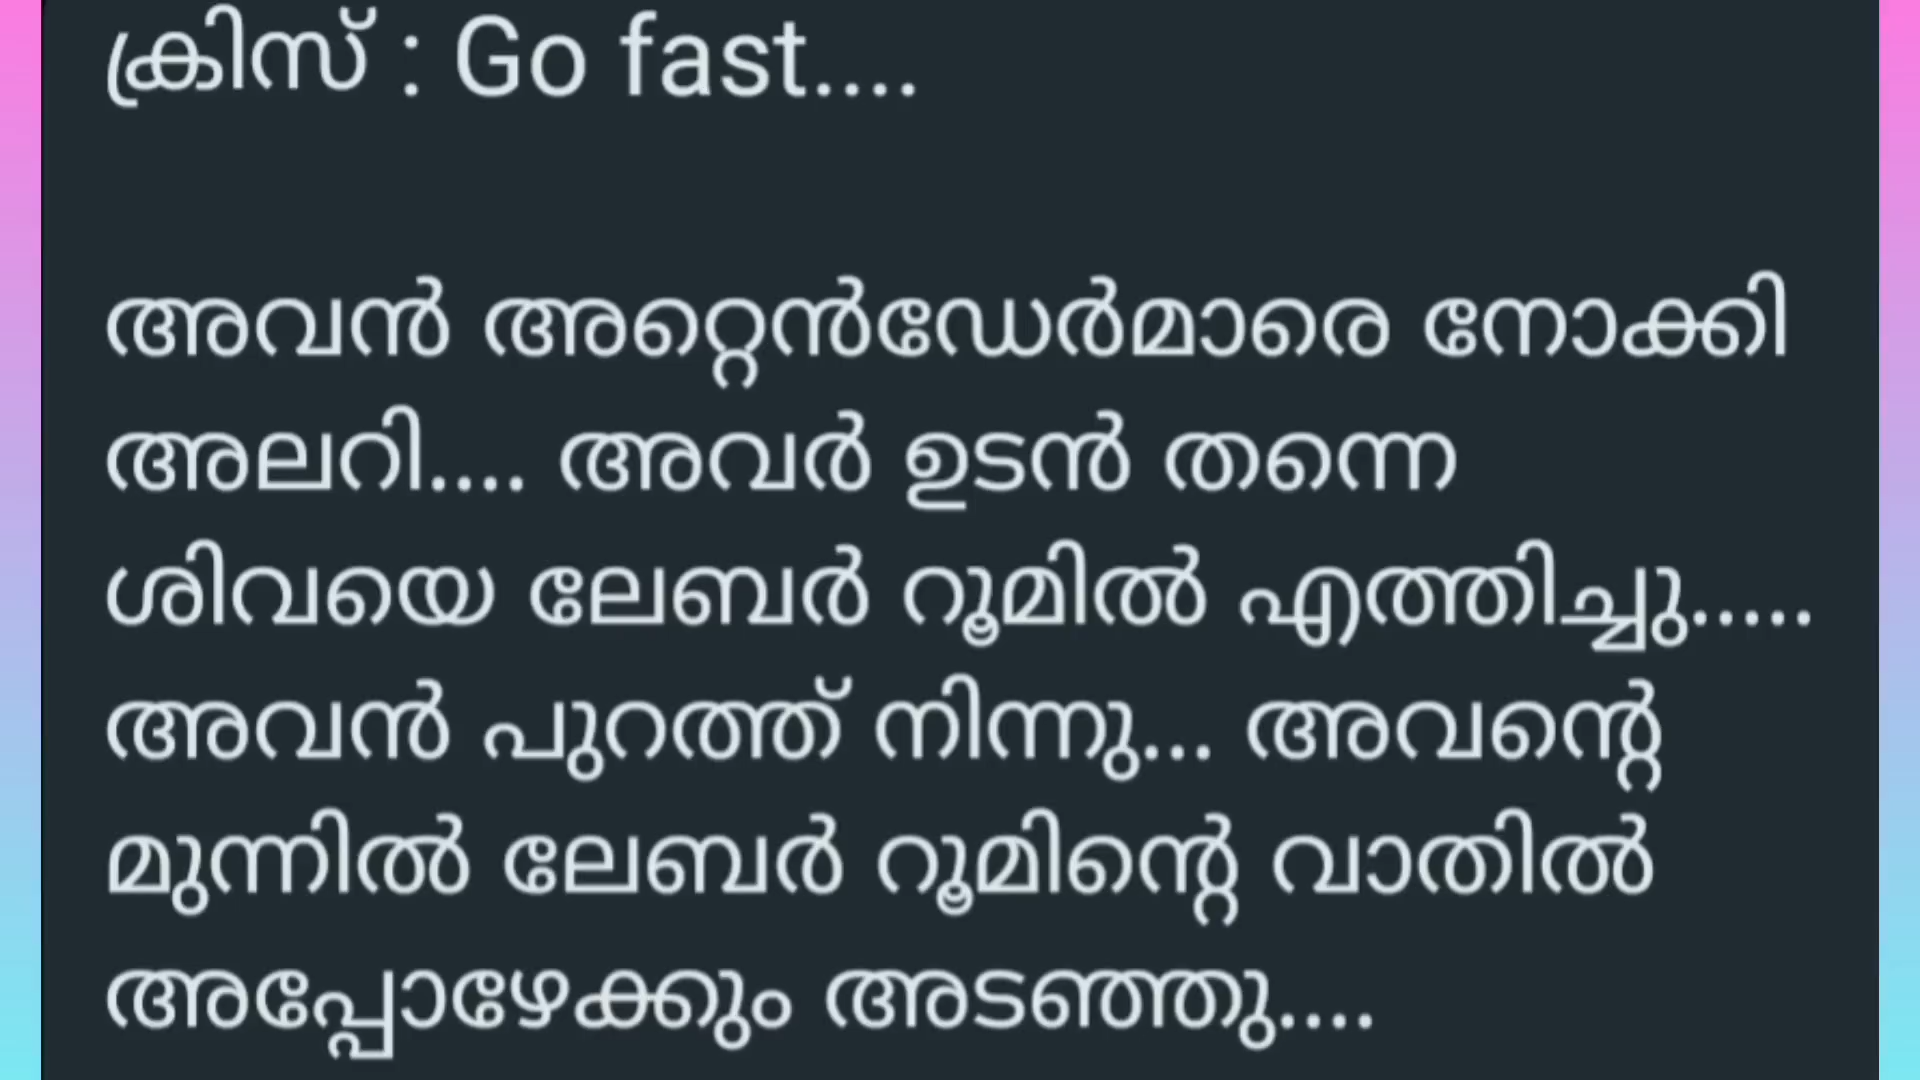 ക്രിസ് : Go fast....
അവൻ അറ്റെൻഡേർമാരെ നോക്കി
അലറി.... അവർ ഉടൻ തന്നെ
ശിവയെ ലേബർ റൂമിൽ എത്തിച്ചു.....
അവൻ പുറത്ത് നിന്നു... അവന്റെ
മുന്നിൽ ലേബർ റൂമിന്റെ വാതിൽ
അപ്പോഴേക്കും അടഞ്ഞു....